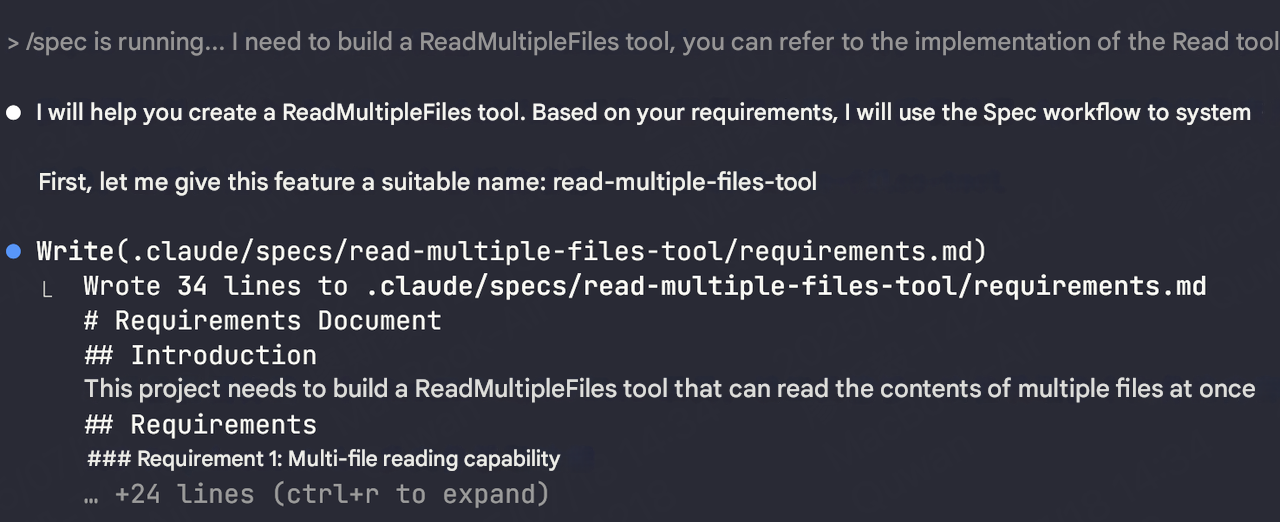 > /spec is running... I need to build a ReadMultipleFiles tool, you can refer to the implementation of the Read tool
● I will help you create a ReadMultipleFiles tool. Based on your requirements, I will use the Spec workflow to system
First, let me give this feature a suitable name: read-multiple-files-tool
● Write(.claude/specs/read-multiple-files-tool/requirements.md)
└ Wrote 34 lines to .claude/specs/read-multiple-files-tool/requirements.md
# Requirements Document
## Introduction
This project needs to build a ReadMultipleFiles tool that can read the contents of multiple files at once
## Requirements
### Requirement 1: Multi-file reading capability
… +24 lines (ctrl+r to expand)